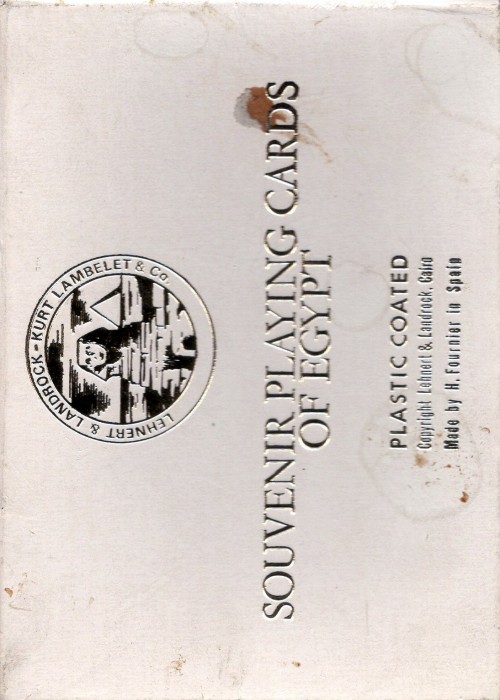 LEHNERT & LANDROCK - KURT LAMBELET & Co.
SOUVENIR PLAYING CARDS
OF EGYPT
PLASTIC COATED
Copyright Lehnert & Landrock, Cairo
Made by H. Fournier in Spain